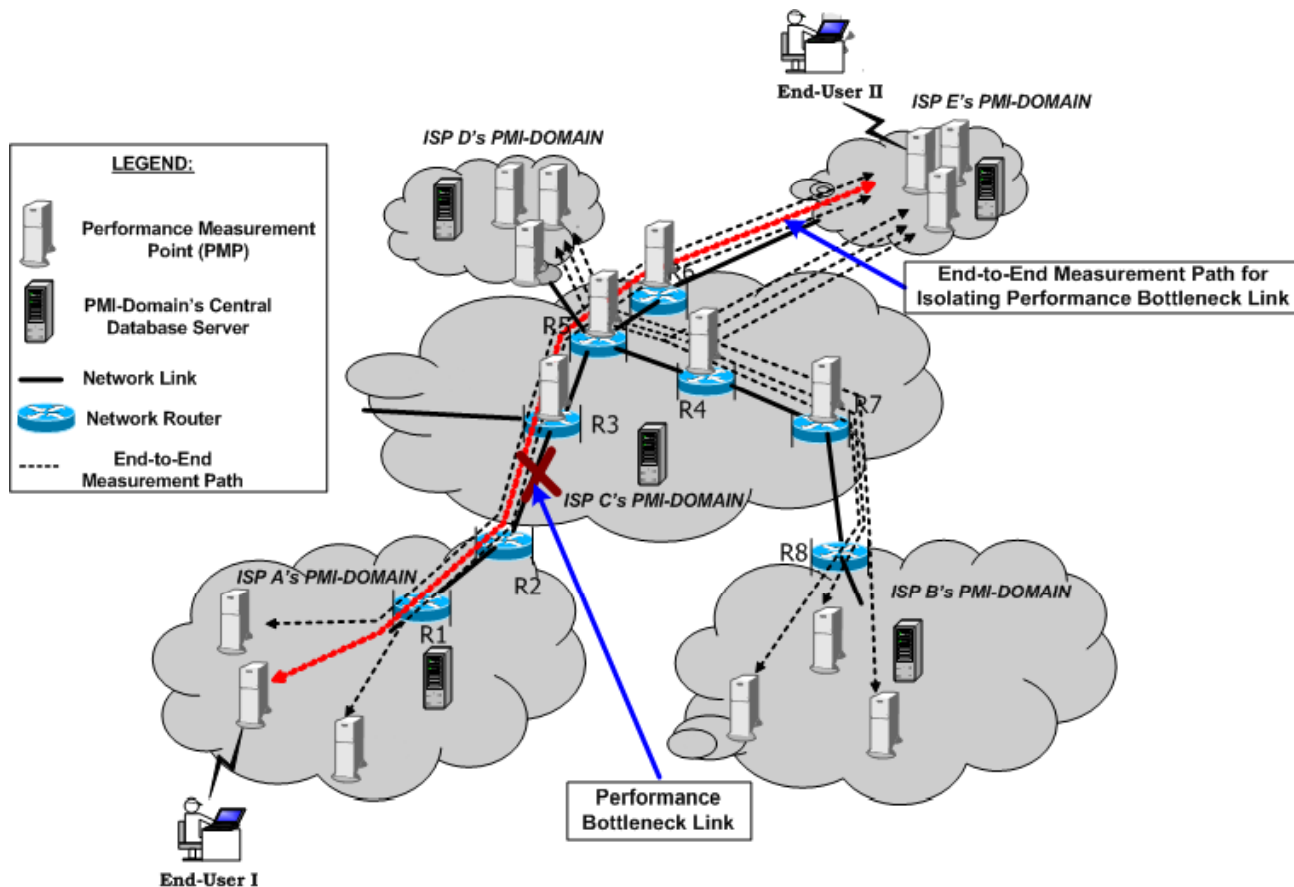 End-User II
ISP E's PMI-DOMAIN
ISP D's PMI-DOMAIN
LEGEND:
Performance Measurement
Point (PMP)
PMI-Domain's Central
Database Server
Network Link
Network Router
End-to-End
Measurement Path
R6
End-to-End Measurement Path for
Isolating Performance Bottleneck Link
R5
R4
R7
R3
ISP C's PMI-DOMAIN
R2
R8
ISP A's PMI-DOMAIN
ISP B's PMI-DOMAIN
R1
Performance
Bottleneck Link
End-User I